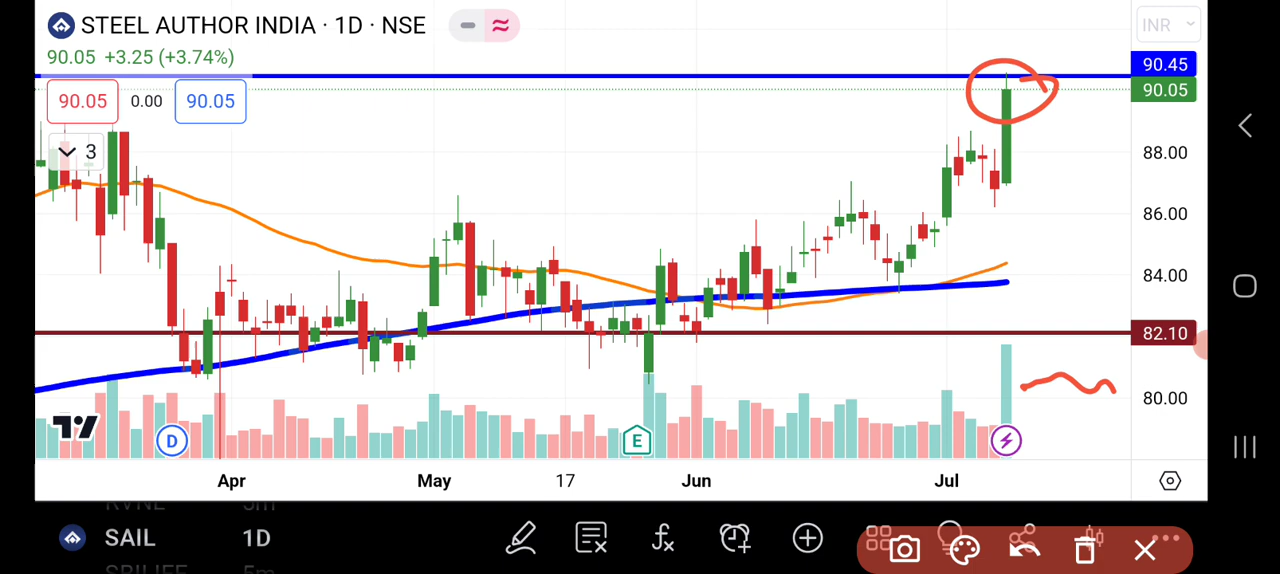 STEEL AUTHOR INDIA · 1D · NSE
INR
90.05 +3.25 (+3.74%)
90.45
90.05 0.00 90.05
90.05
3
88.00
86.00
84.00
82.10
80.00
D
E
Apr May 17 Jun Jul
SAIL 1D